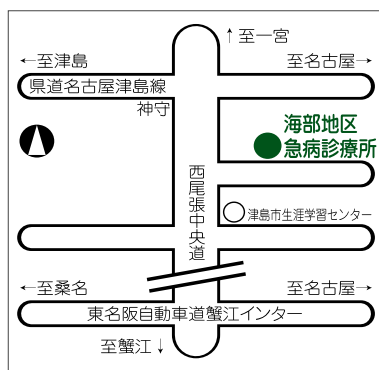 ↑至一宮
←至津島
至名古屋→
県道名古屋津島線
神守
海部地区
急病診療所
西尾張中央道
津島市生涯学習センター
←至桑名
至名古屋→
東名阪自動車道蟹江インター
至蟹江↓